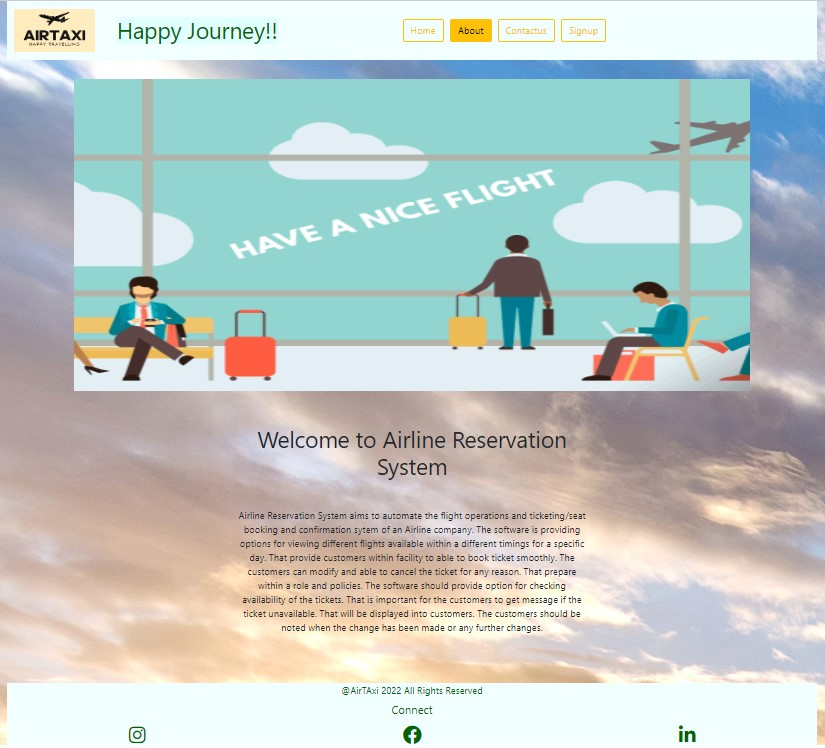 AIRTAXI
HAPPY TRAVELLING
Happy Journey!!
Home
About
Contactus
Signup
HAVE A NICE FLIGHT
Welcome to Airline Reservation
System
Airline Reservation System aims to automate the flight operations and ticketing/seat
booking and confirmation sytem of an Airline company. The software is providing
options for viewing different flights available within a different timings for a specific
day. That provide customers within facility to able to book ticket smoothly. The
customers can modify and able to cancel the ticket for any reason. That prepare
within a role and policies. The software should provide option for checking
availability of the tickets. That is important for the customers to get message if the
ticket unavailable. That will be displayed into customers. The customers should be
noted when the change has been made or any further changes.
@AirTAxi 2022 All Rights Reserved
Connect